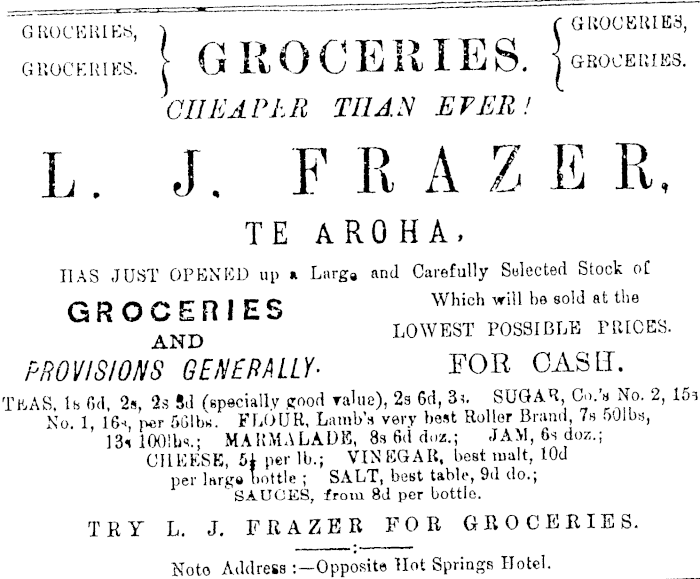 GROCERIES, GROCERIES. } GROCERIES. { GROCERIES, GROCERIES.
CHEAPER THAN EVER!
L. J. FRAZER,
TE AROHA,
HAS JUST OPENED up a Large and Carefully Selected Stock of
GROCERIES
AND
PROVISIONS GENERALLY.
Which will be sold at the
LOWEST POSSIBLE PRICES.
FOR CASH.
TEAS, 1s 6d, 2s, 2s 3d (specially good value), 2s 6d, 3s. SUGAR, Co.'s No. 2, 15s
No. 1, 16s, per 56lbs. FLOUR, Lamb's very best Roller Brand, 7s 50lbs,
13s 100lbs.; MARMALADE, 8s 6d doz.; JAM, 6s doz.;
CHEESE, 5½ per lb.; VINEGAR, best malt, 10d
per large bottle; SALT, best table, 9d do.;
SAUCES, from 8d per bottle.
TRY L. J. FRAZER FOR GROCERIES.
Note Address:—Opposite Hot Springs Hotel.